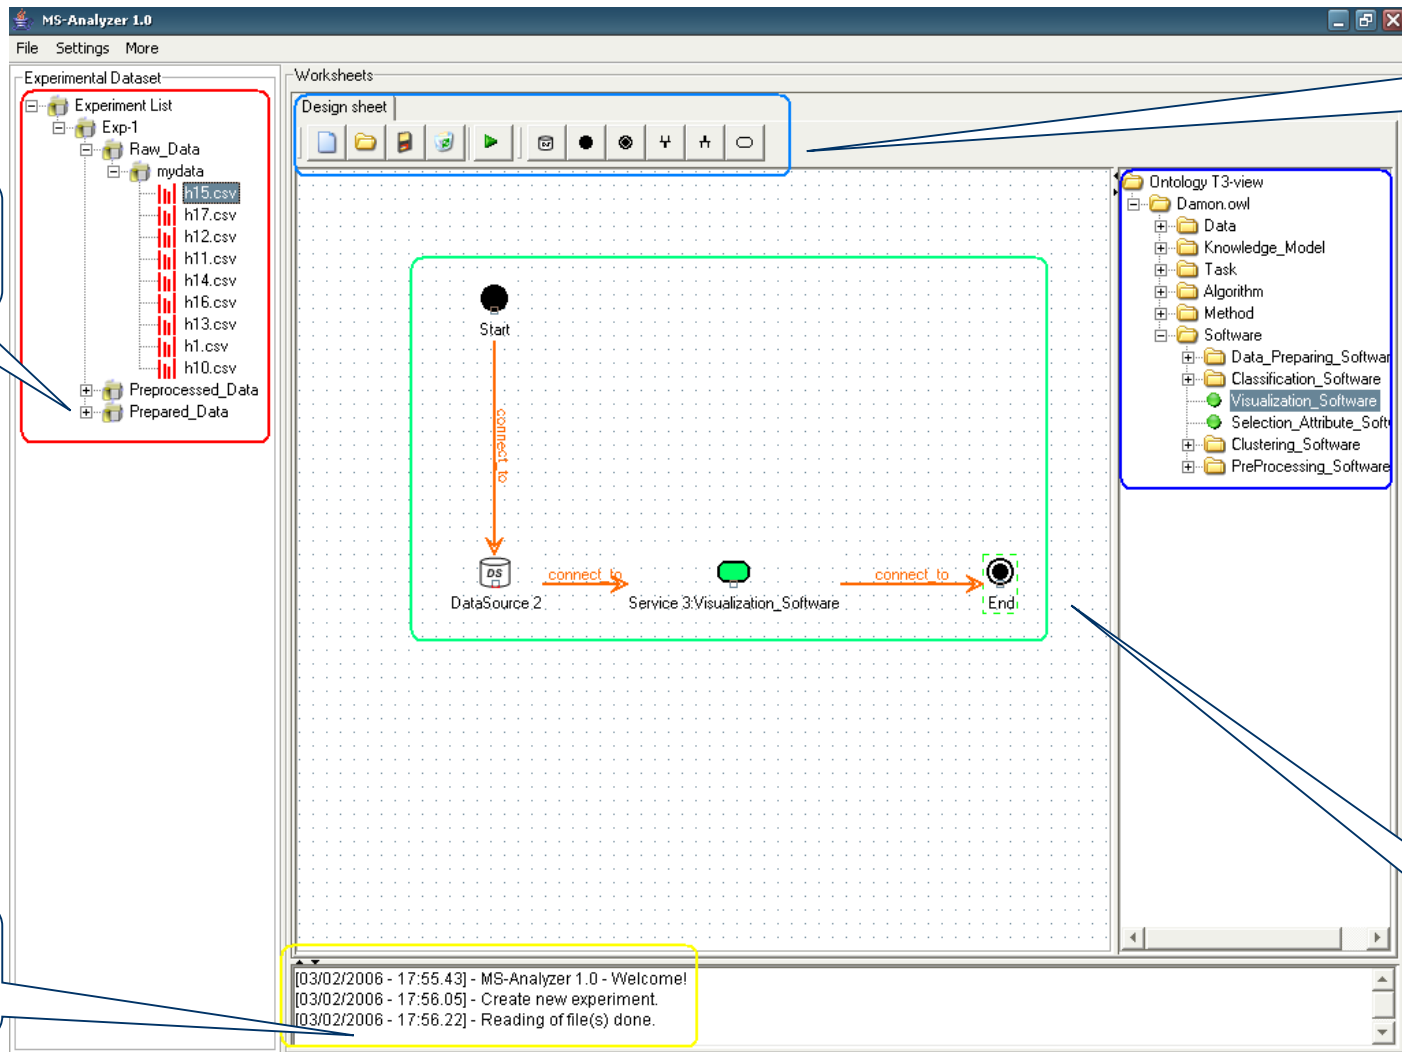 MS-Analyzer 1.0
File Settings More
Experimental Dataset
Experiment List
Exp-1
Raw_Data
mydata
h15.csv
h17.csv
h12.csv
h11.csv
h14.csv
h16.csv
h13.csv
h1.csv
h10.csv
Preprocessed_Data
Prepared_Data
Worksheets
Design sheet
DS
Start
connect_to
DS
DataSource 2
connect_to
Service 3:Visualization_Software
connect_to
End
Ontology T3-view
Damon.owl
Data
Knowledge_Model
Task
Algorithm
Method
Software
Data_Preparing_Softwar
Classification_Software
Visualization_Software
Selection_Attribute_Soft
Clustering_Software
PreProcessing_Software
[03/02/2006 - 17:55.43] - MS-Analyzer 1.0 - Welcome!
[03/02/2006 - 17:56.05] - Create new experiment.
[03/02/2006 - 17:56.22] - Reading of file(s) done.